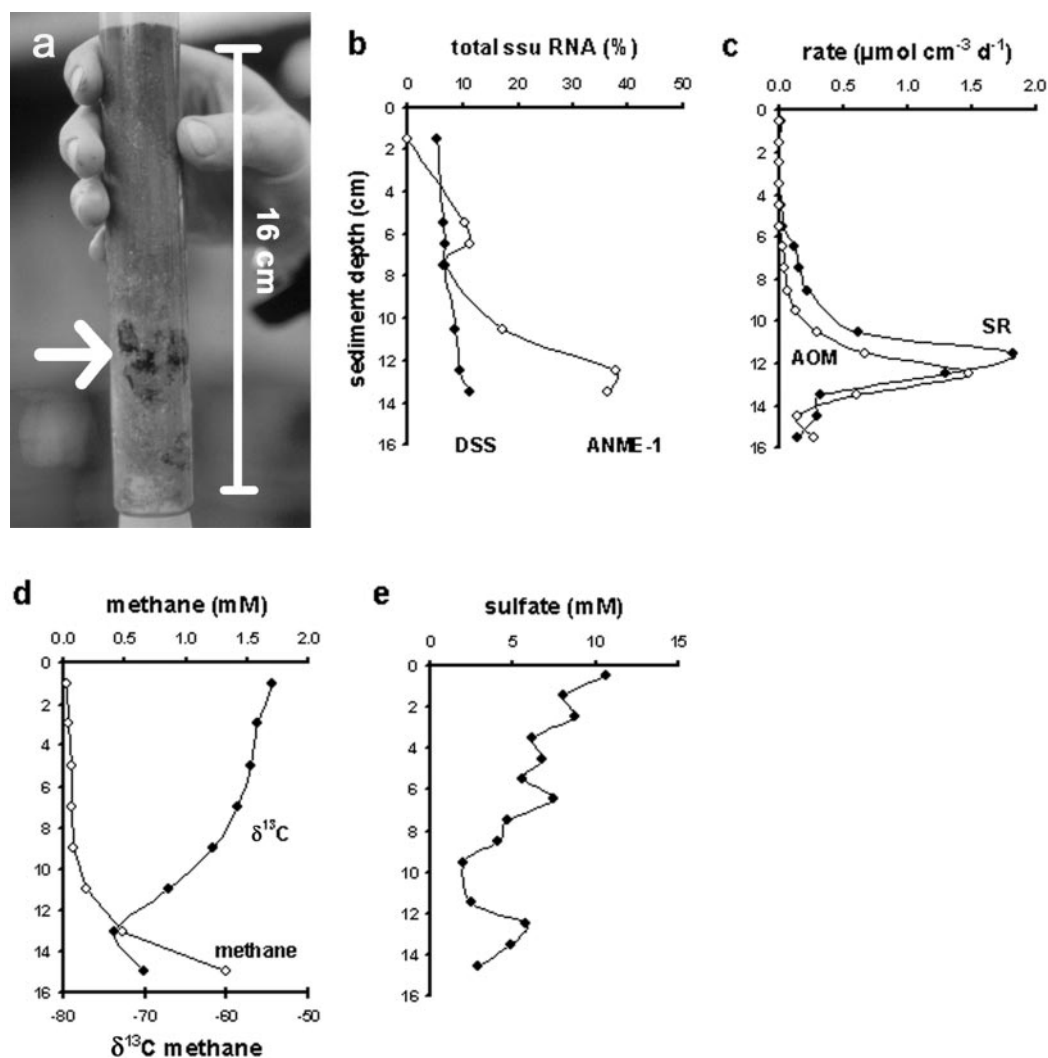 a
16 cm
b
total ssu RNA (%)
0 10 20 30 40 50
0
2
4
6
8
10
12
14
16
sediment depth (cm)
DSS ANME-1
c
rate (µmol cm⁻³ d⁻¹)
0.0 0.5 1.0 1.5 2.0
0
2
4
6
8
10
12
14
16
SR
AOM
d
methane (mM)
0.0 0.5 1.0 1.5 2.0
0
2
4
6
8
10
12
14
16
δ¹³C
methane
-80 -70 -60 -50
δ¹³C methane
e
sulfate (mM)
0 5 10 15
0
2
4
6
8
10
12
14
16